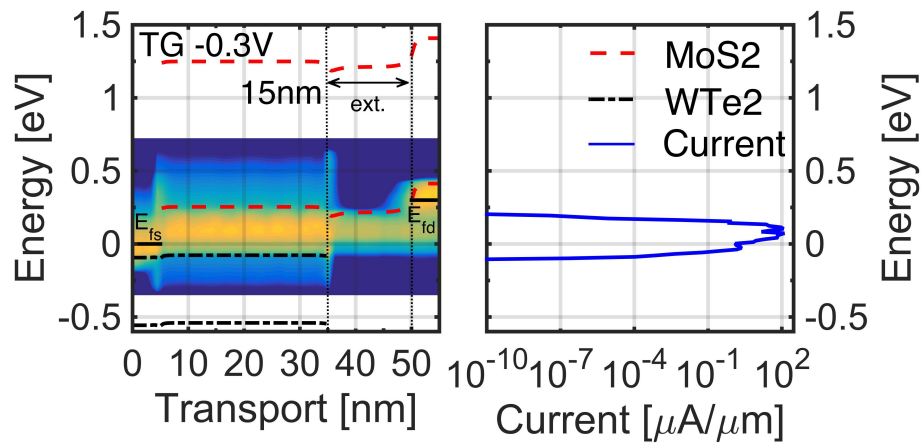 TG -0.3V
15nm
ext.
E_fs
E_fd
1.5
1
0.5
0
-0.5
Energy [eV]
0 10 20 30 40 50
Transport [nm]
MoS2
WTe2
Current
1.5
1
0.5
0
-0.5
Energy [eV]
10^-10 10^-7 10^-4 10^-1 10^2
Current [μA/μm]